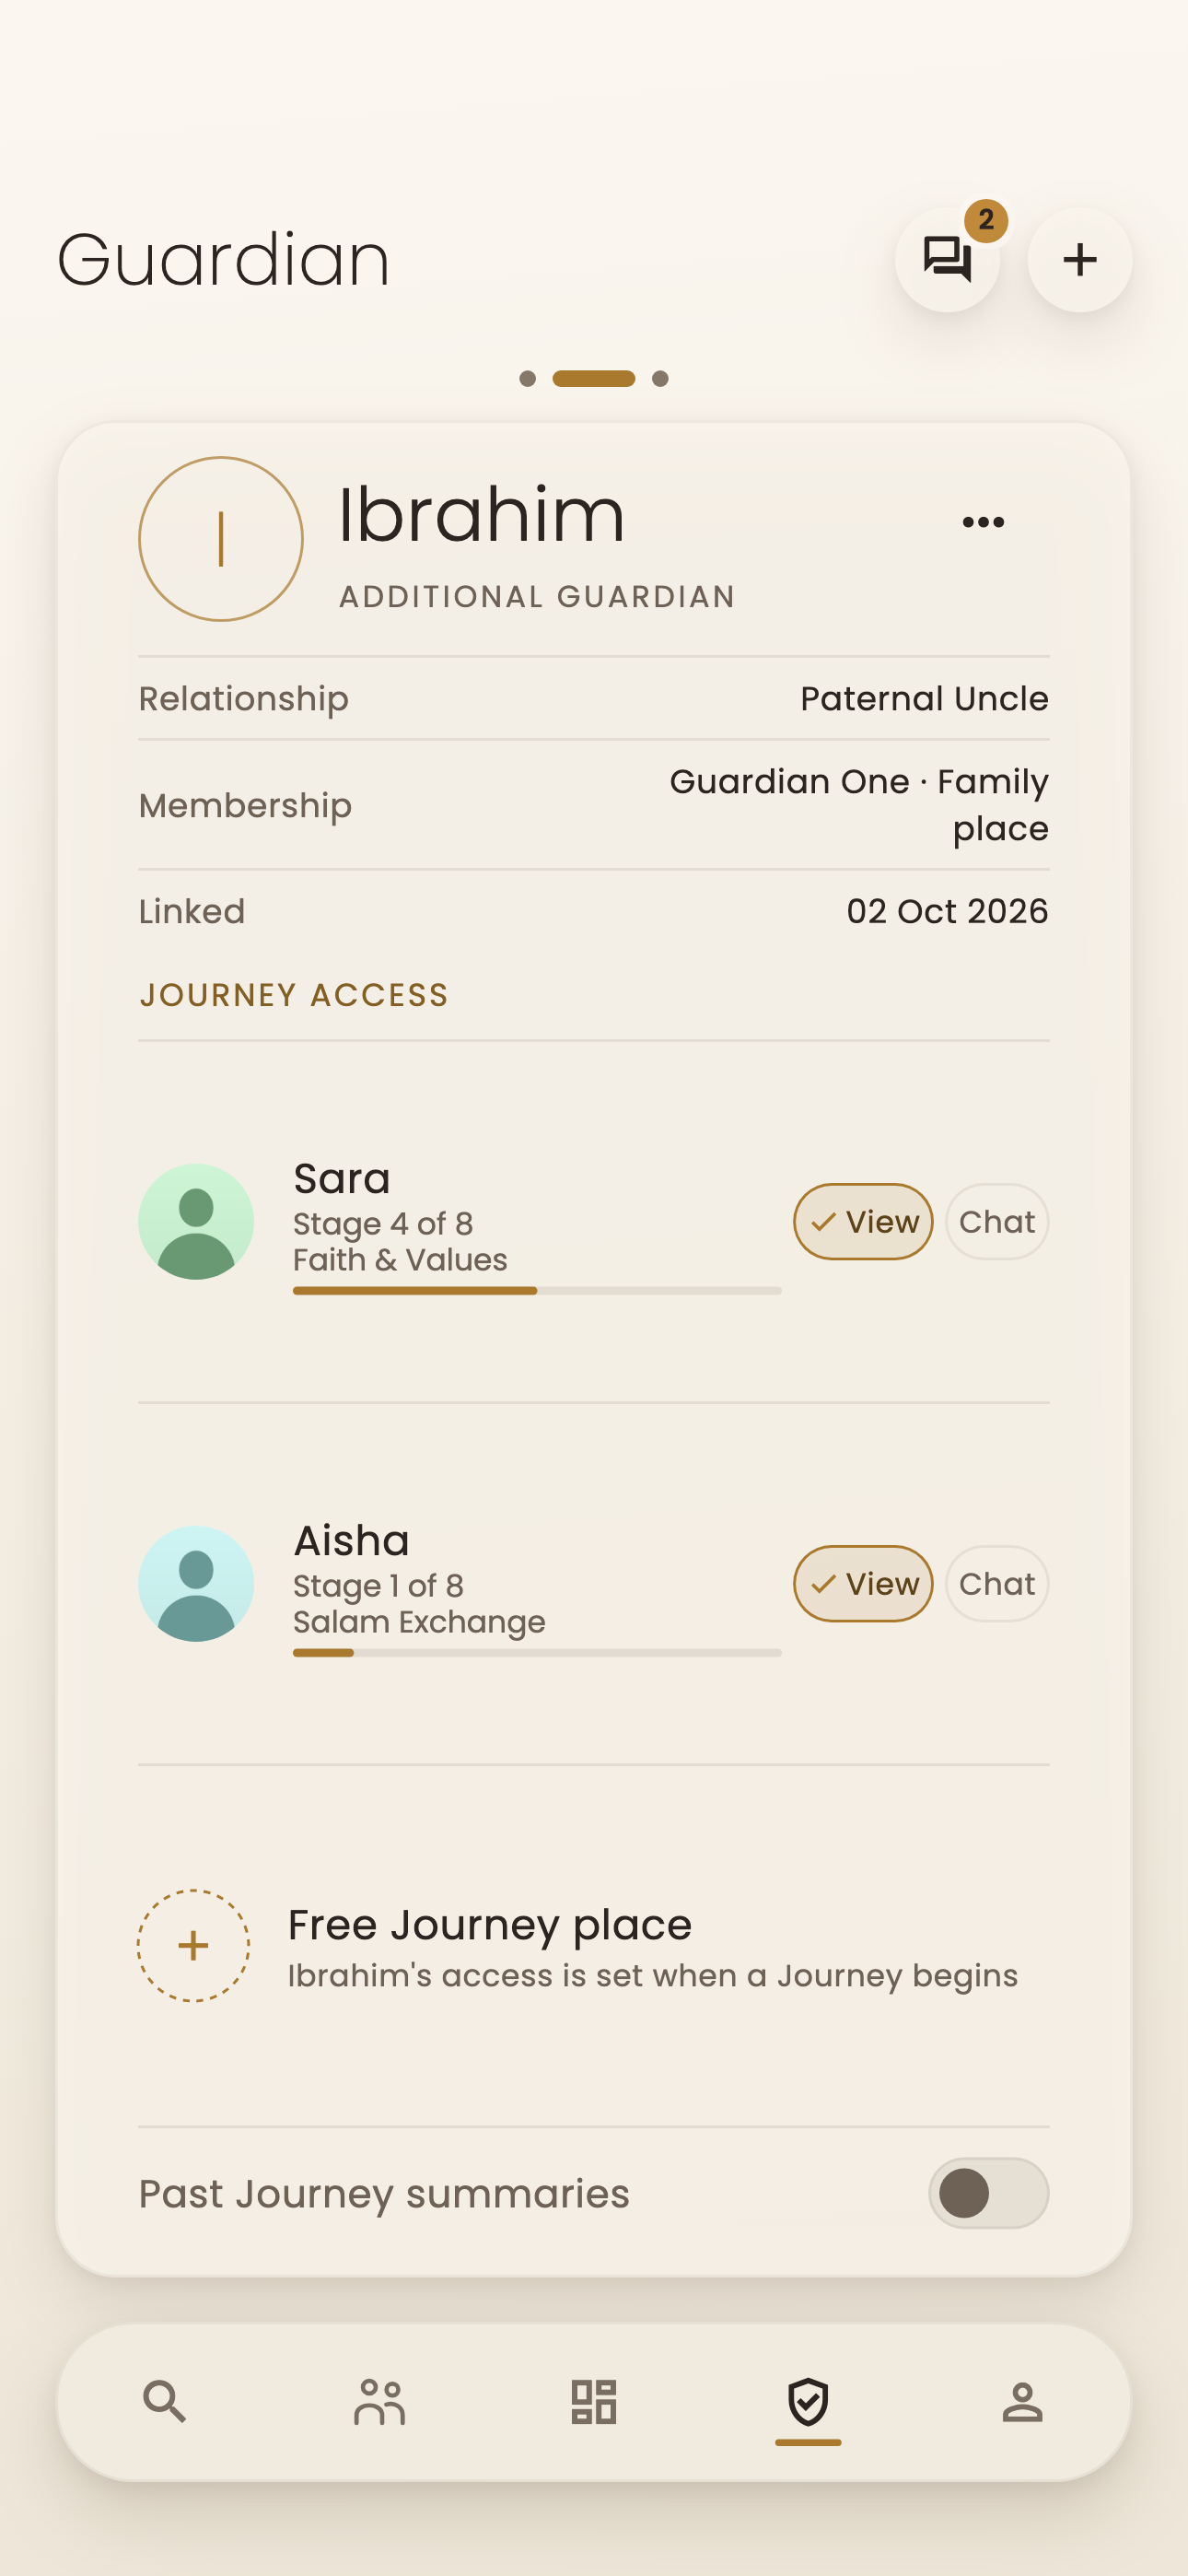 Guardian
2
I
Ibrahim
ADDITIONAL GUARDIAN
Relationship
Paternal Uncle
Membership
Guardian One · Family
place
Linked
02 Oct 2026
JOURNEY ACCESS
Sara
Stage 4 of 8
Faith & Values
View
Chat
Aisha
Stage 1 of 8
Salam Exchange
View
Chat
Free Journey place
Ibrahim's access is set when a Journey begins
Past Journey summaries